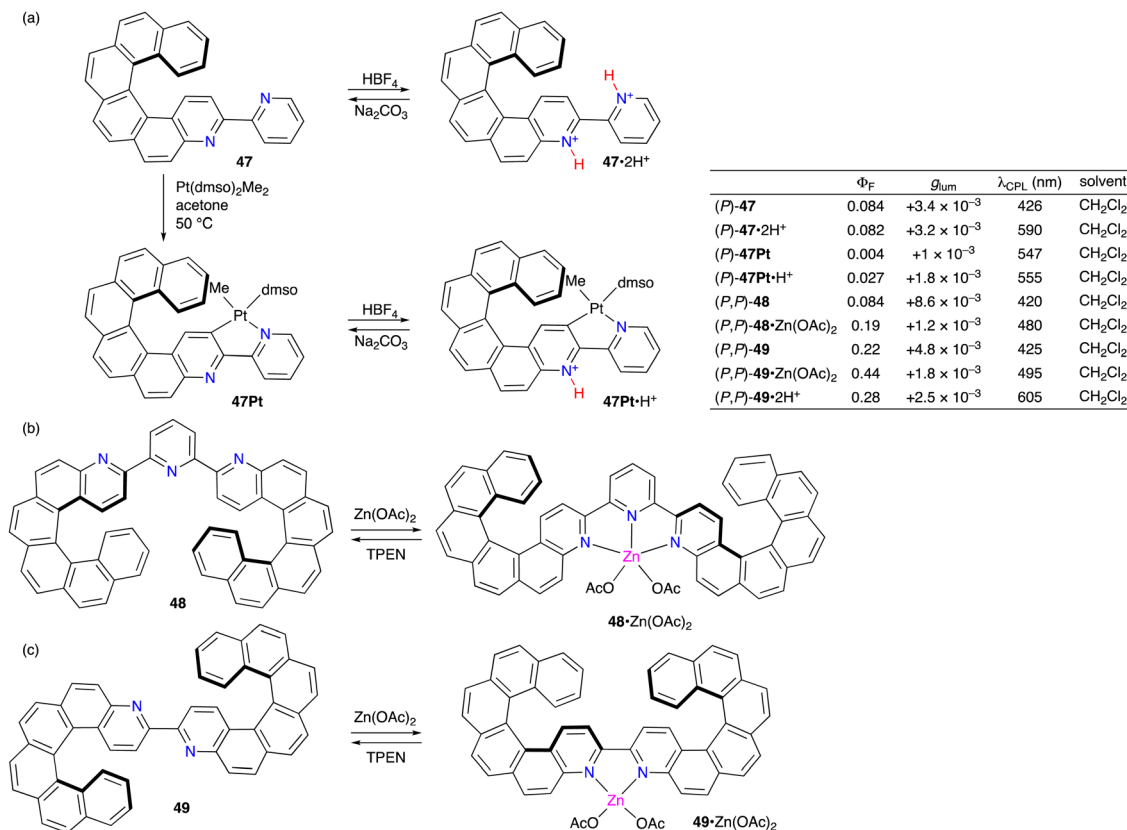 (a)
N
N
47
HBF4
Na2CO3
H
N+
N+
H
47•2H+
Pt(dmso)2Me2
acetone
50 °C
Me
dmso
Pt
N
N
47Pt
HBF4
Na2CO3
Me
dmso
Pt
N
N+
H
47Pt•H+
ΦF glum λCPL (nm) solvent
(P)-47 0.084 +3.4 × 10−3 426 CH2Cl2
(P)-47•2H+ 0.082 +3.2 × 10−3 590 CH2Cl2
(P)-47Pt 0.004 +1 × 10−3 547 CH2Cl2
(P)-47Pt•H+ 0.027 +1.8 × 10−3 555 CH2Cl2
(P,P)-48 0.084 +8.6 × 10−3 420 CH2Cl2
(P,P)-48•Zn(OAc)2 0.19 +1.2 × 10−3 480 CH2Cl2
(P,P)-49 0.22 +4.8 × 10−3 425 CH2Cl2
(P,P)-49•Zn(OAc)2 0.44 +1.8 × 10−3 495 CH2Cl2
(P,P)-49•2H+ 0.28 +2.5 × 10−3 605 CH2Cl2
(b)
N N N
48
Zn(OAc)2
TPEN
N N N
Zn
AcO OAc
48•Zn(OAc)2
(c)
N
N
49
Zn(OAc)2
TPEN
N N
Zn
AcO OAc
49•Zn(OAc)2